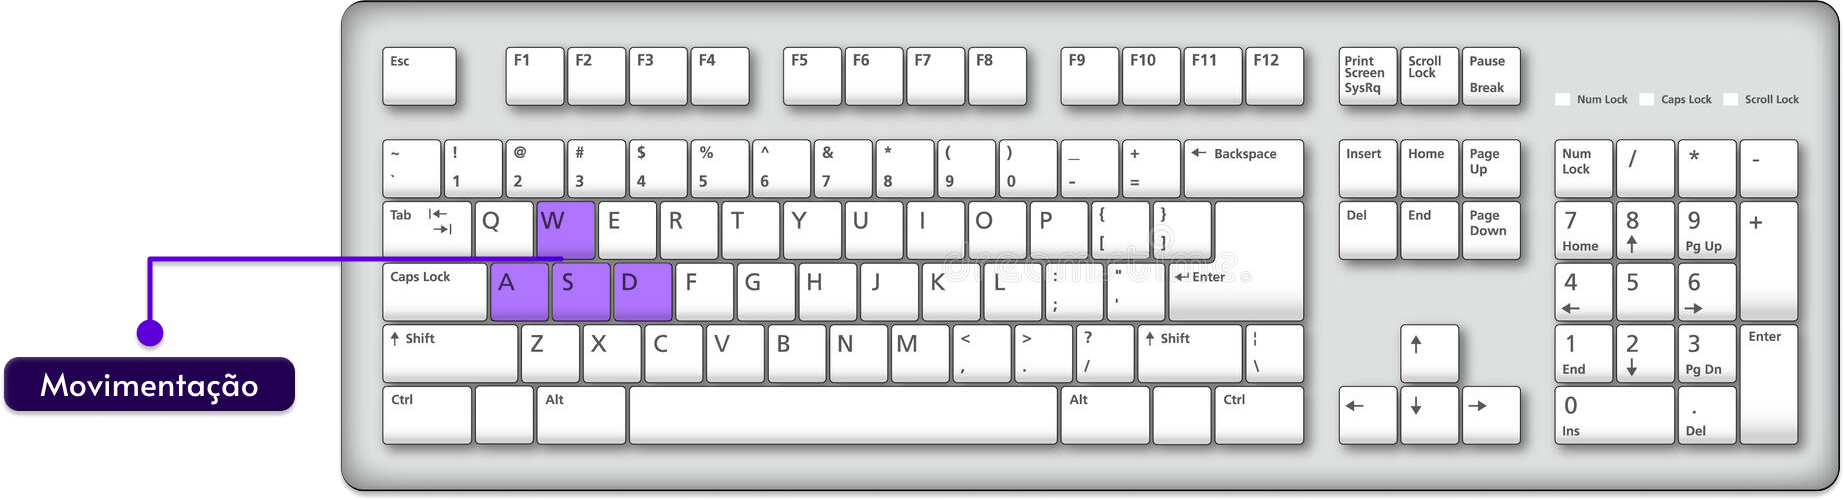 Esc F1 F2 F3 F4 F5 F6 F7 F8 F9 F10 F11 F12
Print Screen SysRq
Scroll Lock
Pause Break
Num Lock Caps Lock Scroll Lock
~ ! @ # $ % ^ & * ( ) _ + ← Backspace
` 1 2 3 4 5 6 7 8 9 0 - =
Insert Home Page Up
Num Lock / * -
Tab Q W E R T Y U I O P { }
[ ]
Del End Page Down
7 8 9 +
Home ↑ Pg Up
Caps Lock A S D F G H J K L : " ↵ Enter
; '
4 5 6
← →
↑ Shift Z X C V B N M < > ? ↑ Shift ¦
, . / \
↑
1 2 3 Enter
End ↓ Pg Dn
Ctrl Alt Alt Ctrl
← ↓ →
0 .
Ins Del
Movimentação
dreamstime